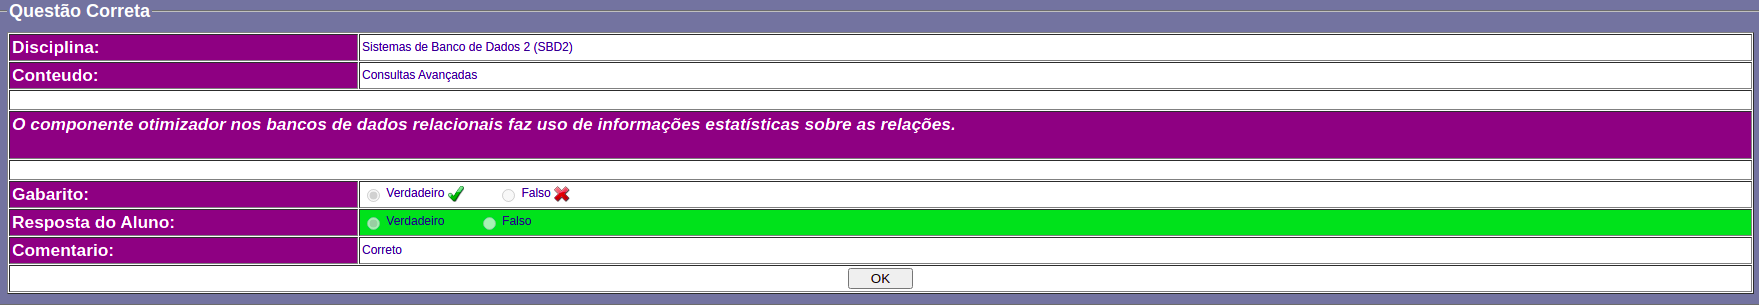 Questão Correta
Disciplina: Sistemas de Banco de Dados 2 (SBD2)
Conteudo: Consultas Avançadas
O componente otimizador nos bancos de dados relacionais faz uso de informações estatísticas sobre as relações.
Gabarito: Verdadeiro Falso
Resposta do Aluno: Verdadeiro Falso
Comentario: Correto
OK